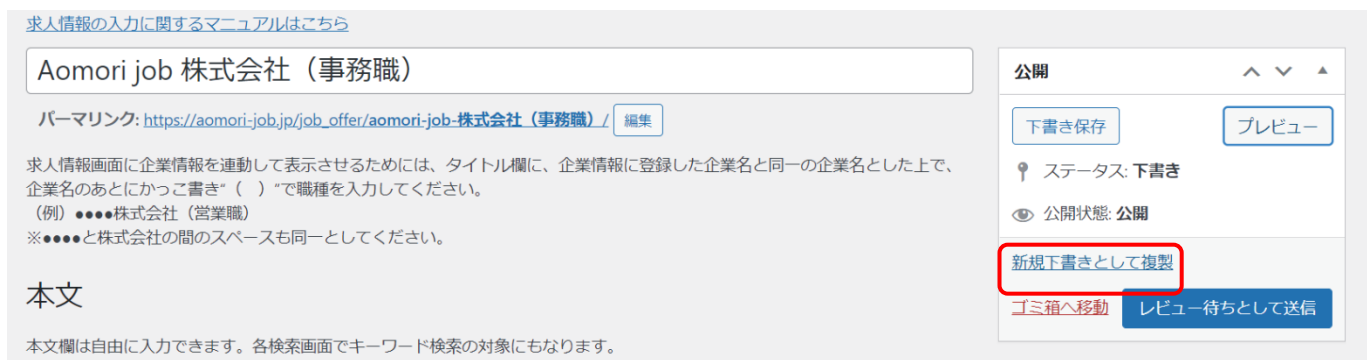 求人情報の入力に関するマニュアルはこちら
Aomori job 株式会社（事務職）
パーマリンク: https://aomori-job.jp/job_offer/aomori-job-株式会社（事務職）/ 編集
求人情報画面に企業情報を連動して表示させるためには、タイトル欄に、企業情報に登録した企業名と同一の企業名とした上で、
企業名のあとにかっこ書き“（　）”で職種を入力してください。
（例）●●●●株式会社（営業職）
※●●●●と株式会社の間のスペースも同一としてください。
本文
本文欄は自由に入力できます。各検索画面でキーワード検索の対象にもなります。
公開
下書き保存 プレビュー
ステータス: 下書き
公開状態: 公開
新規下書きとして複製
ゴミ箱へ移動 レビュー待ちとして送信